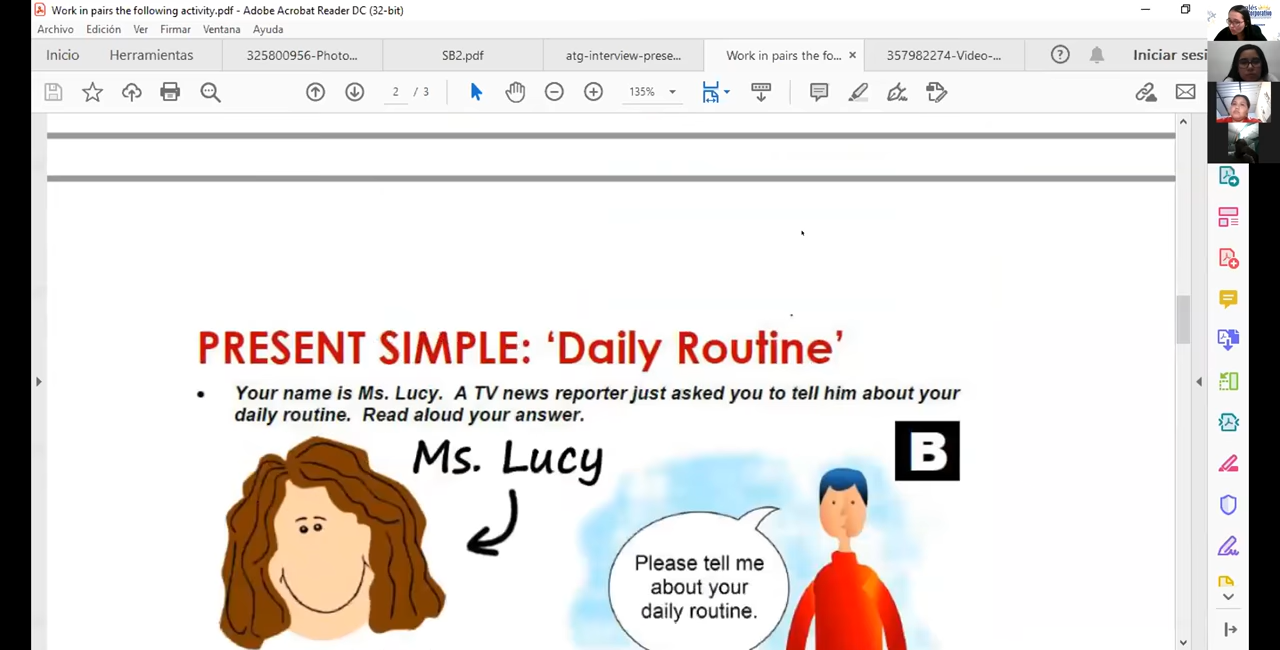 Work in pairs the following activity.pdf - Adobe Acrobat Reader DC (32-bit)
Archivo Edición Ver Firmar Ventana Ayuda
Inicio Herramientas 325800956-Photo... SB2.pdf atg-interview-prese... Work in pairs the fo... × 357982274-Video-... Iniciar sesi
2 / 3 135%
PRESENT SIMPLE: ‘Daily Routine’
• Your name is Ms. Lucy. A TV news reporter just asked you to tell him about your
daily routine. Read aloud your answer.
Ms. Lucy
B
Please tell me
about your
daily routine.